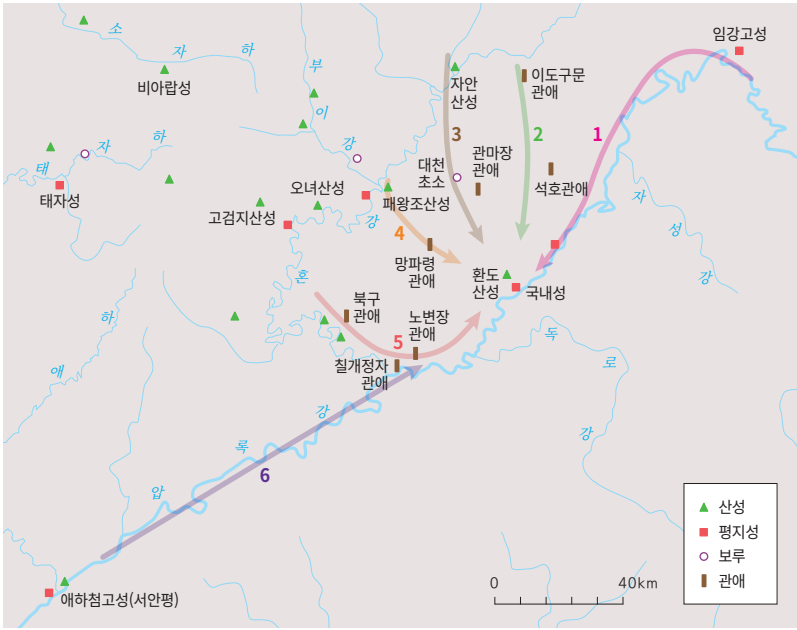 임강고성
소
자
하
비아랍성
부
이
강
자안
산성
이도구문
관애
3
2
1
대천
초소
관마장
관애
석호관애
태
자
하
태자성
오녀산성
고검지산성
패왕조산성
강
4
망파령
관애
환도
산성
국내성
자
성
강
혼
북구
관애
노변장
관애
5
칠개정자
관애
애
하
독
로
강
압
록
강
6
애하첨고성(서안평)
0
40km
산성
평지성
보루
관애